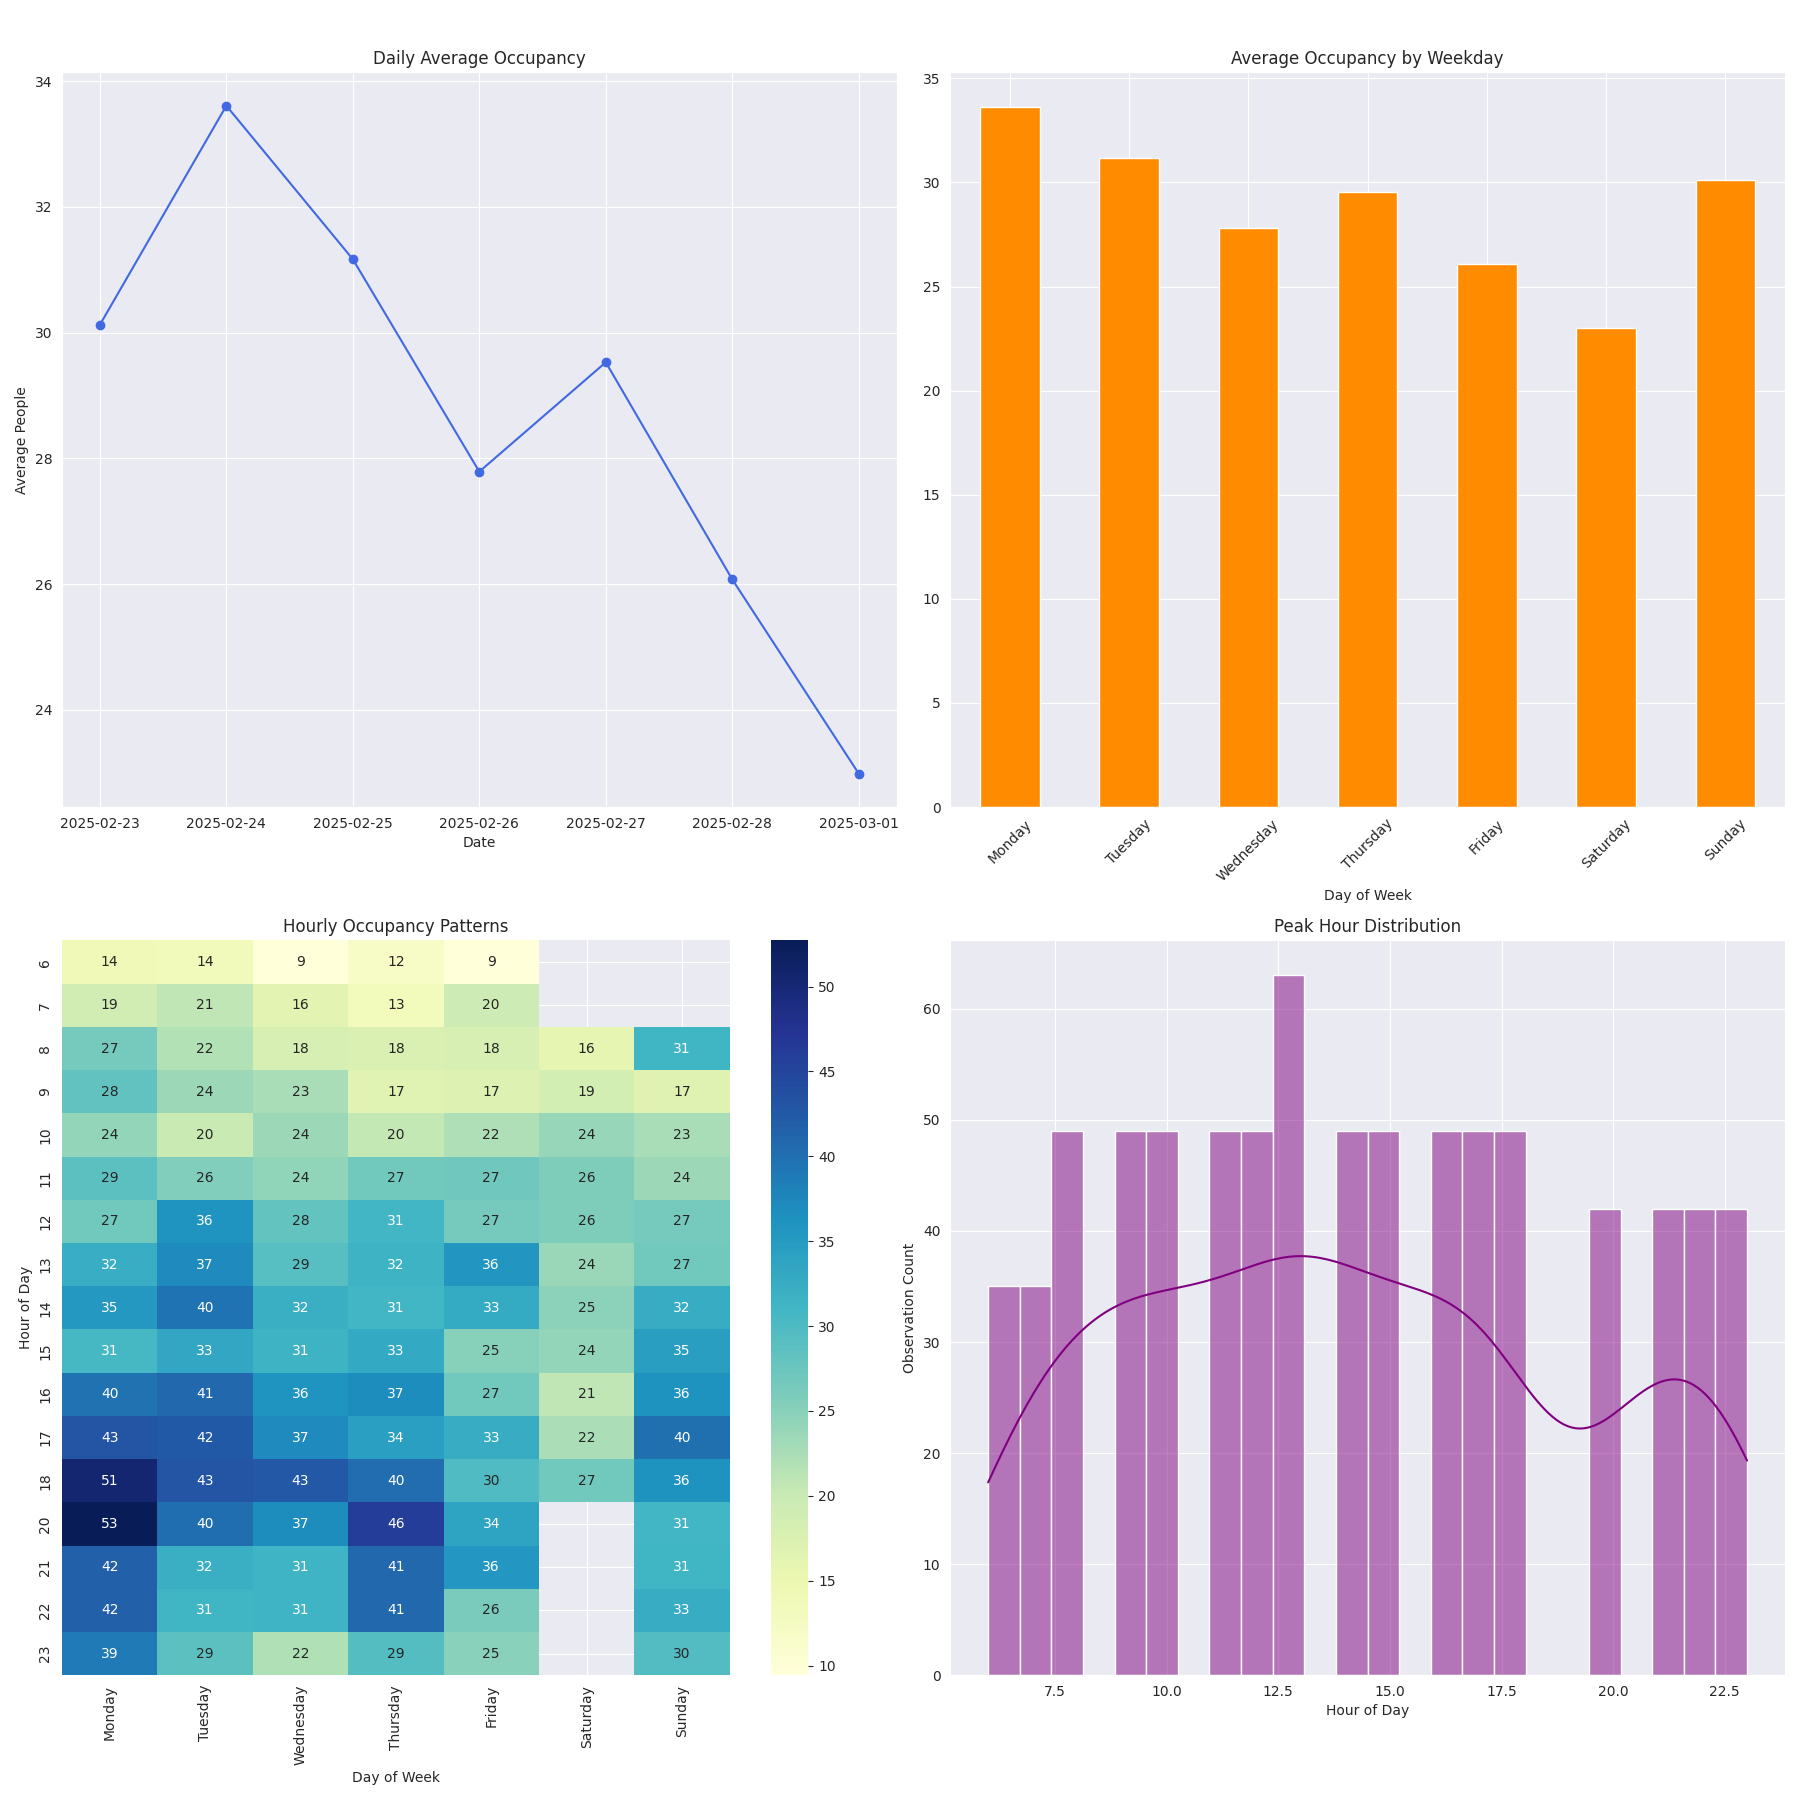 Daily Average Occupancy
34
32
30
28
26
24
Average People
2025-02-23 2025-02-24 2025-02-25 2025-02-26 2025-02-27 2025-02-28 2025-03-01
Date
Average Occupancy by Weekday
35
30
25
20
15
10
5
0
Monday Tuesday Wednesday Thursday Friday Saturday Sunday
Day of Week
Hourly Occupancy Patterns
Hour of Day
6 14 14 9 12 9
7 19 21 16 13 20
8 27 22 18 18 18 16 31
9 28 24 23 17 17 19 17
10 24 20 24 20 22 24 23
11 29 26 24 27 27 26 24
12 27 36 28 31 27 26 27
13 32 37 29 32 36 24 27
14 35 40 32 31 33 25 32
15 31 33 31 33 25 24 35
16 40 41 36 37 27 21 36
17 43 42 37 34 33 22 40
18 51 43 43 40 30 27 36
20 53 40 37 46 34 31
21 42 32 31 41 36 31
22 42 31 31 41 26 33
23 39 29 22 29 25 30
Monday Tuesday Wednesday Thursday Friday Saturday Sunday
Day of Week
50
45
40
35
30
25
20
15
10
Peak Hour Distribution
60
50
40
30
20
10
0
Observation Count
7.5 10.0 12.5 15.0 17.5 20.0 22.5
Hour of Day